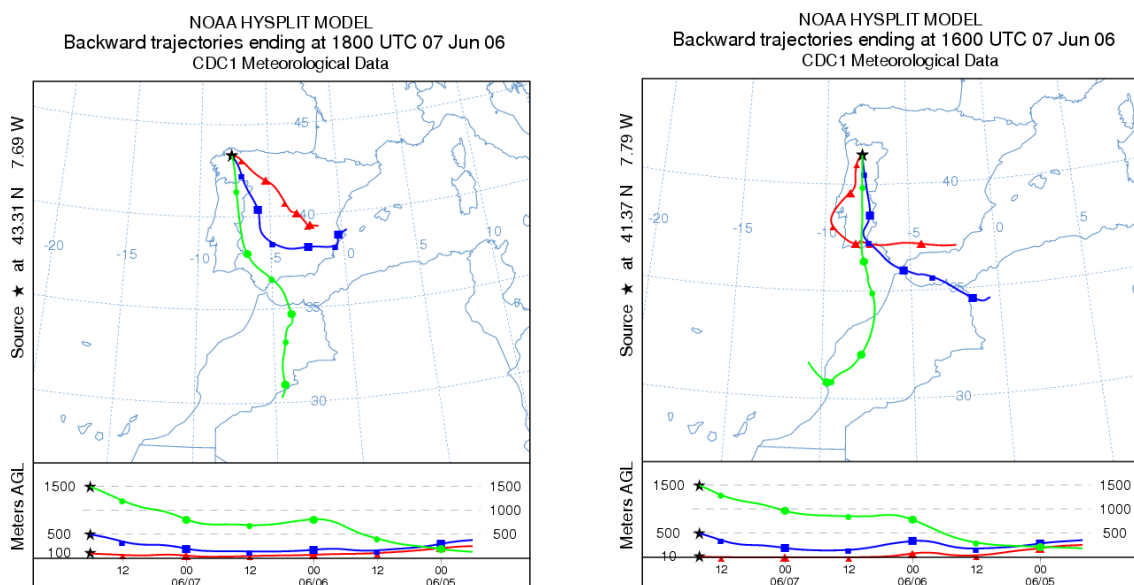 NOAA HYSPLIT MODEL
Backward trajectories ending at 1800 UTC 07 Jun 06
CDC1 Meteorological Data
Source ★ at 43.31 N 7.69 W
45
40
35
30
-20
-15
-10
-5
0
5
10
Meters AGL
1500
1500
1000
500
500
100
12 00 12 00 12 00
06/07 06/06 06/05
NOAA HYSPLIT MODEL
Backward trajectories ending at 1600 UTC 07 Jun 06
CDC1 Meteorological Data
Source ★ at 41.37 N 7.79 W
40
35
30
-20
-15
-10
-5
0
5
10
Meters AGL
1500
1500
1000
500
500
10
12 00 12 00 12 00
06/07 06/06 06/05